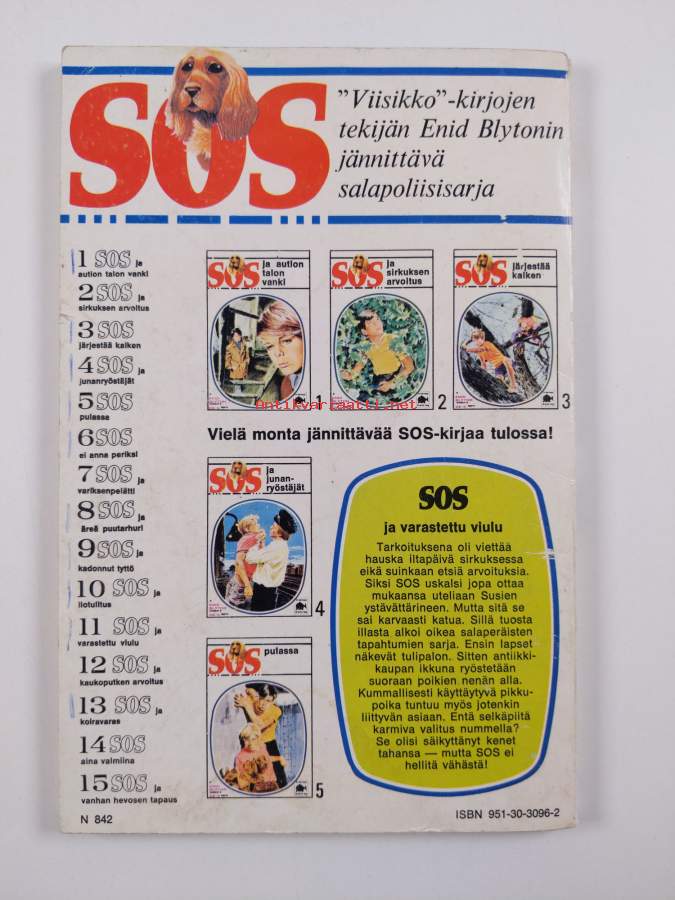 SOS
"Viisikko"-kirjojen
tekijän Enid Blytonin
jännittävä
salapoliisisarja
1 SOS ja
aution talon vanki
2 SOS ja
sirkuksen arvoitus
3 SOS
järjestää kaiken
4 SOS ja
junanryöstäjät
5 SOS
pulassa
6 SOS
ei anna periksi
7 SOS ja
variksenpelätti
8 SOS ja
äreä puutarhuri
9 SOS ja
kadonnut tyttö
10 SOS ja
ilotulitus
11 SOS ja
varastettu viulu
12 SOS ja
kaukoputken arvoitus
13 SOS ja
koiravaras
14 SOS
aina valmiina
15 SOS ja
vanhan hevosen tapaus
N 842
SOS ja aution
talon
vanki
1
SOS ja
sirkuksen
arvoitus
2
SOS järjestää
kaiken
3
Antikvariaatti.net
Vielä monta jännittävää SOS-kirjaa tulossa!
SOS ja
junan-
ryöstäjät
4
SOS pulassa
5
SOS
ja varastettu viulu
Tarkoituksena oli viettää
hauska iltapäivä sirkuksessa
eikä suinkaan etsiä arvoituksia.
Siksi SOS uskalsi jopa ottaa
mukaansa uteliaan Susien
ystävättärineen. Mutta sitä se
sai karvaasti katua. Sillä tuosta
illasta alkoi oikea salaperäisten
tapahtumien sarja. Ensin lapset
näkevät tulipalon. Sitten antiikki-
kaupan ikkuna ryöstetään
suoraan poikien nenän alla.
Kummallisesti käyttäytyvä pikku-
poika tuntuu myös jotenkin
liittyvän asiaan. Entä selkäpiitä
karmiva valitus nummella?
Se olisi säikyttänyt kenet
tahansa — mutta SOS ei
hellitä vähästä!
ISBN 951-30-3096-2